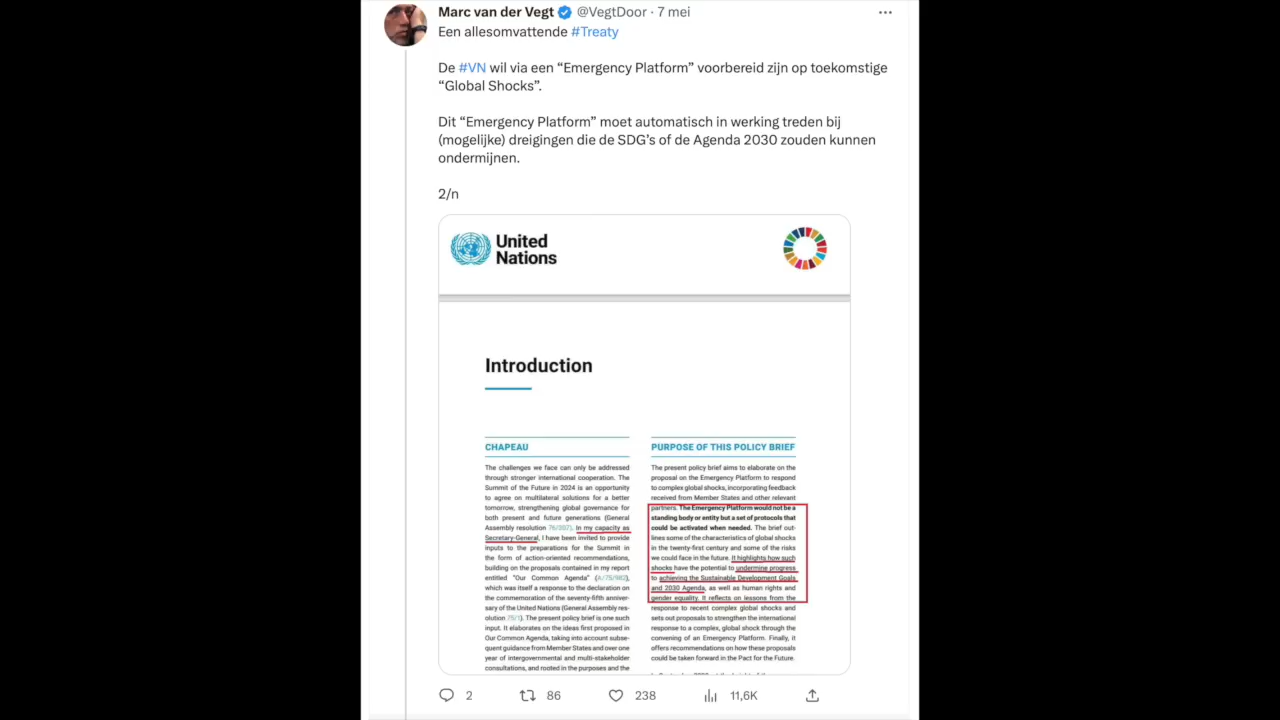 Marc van der Vegt @VegtDoor · 7 mei
Een allesomvattende #Treaty
De #VN wil via een “Emergency Platform” voorbereid zijn op toekomstige
“Global Shocks”.
Dit “Emergency Platform” moet automatisch in werking treden bij
(mogelijke) dreigingen die de SDG’s of de Agenda 2030 zouden kunnen
ondermijnen.
2/n
United
Nations
Introduction
CHAPEAU
The challenges we face can only be addressed
through stronger international cooperation. The
Summit of the Future in 2024 is an opportunity
to agree on multilateral solutions for a better
tomorrow, strengthening global governance for
both present and future generations (General
Assembly resolution 76/307). In my capacity as
Secretary-General, I have been invited to provide
inputs to the preparations for the Summit in
the form of action-oriented recommendations,
building on the proposals contained in my report
entitled “Our Common Agenda” (A/75/982),
which was itself a response to the declaration on
the commemoration of the seventy-fifth anniver-
sary of the United Nations (General Assembly res-
olution 75/1). The present policy brief is one such
input. It elaborates on the ideas first proposed in
Our Common Agenda, taking into account subse-
quent guidance from Member States and over one
year of intergovernmental and multi-stakeholder
consultations, and rooted in the purposes and the
PURPOSE OF THIS POLICY BRIEF
The present policy brief aims to elaborate on the
proposal on the Emergency Platform to respond
to complex global shocks, incorporating feedback
received from Member States and other relevant
partners. The Emergency Platform would not be a
standing body or entity but a set of protocols that
could be activated when needed. The brief out-
lines some of the characteristics of global shocks
in the twenty-first century and some of the risks
we could face in the future. It highlights how such
shocks have the potential to undermine progress
to achieving the Sustainable Development Goals
and 2030 Agenda, as well as human rights and
gender equality. It reflects on lessons from the
response to recent complex global shocks and
sets out proposals to strengthen the international
response to a complex, global shock through the
convening of an Emergency Platform. Finally, it
offers recommendations on how these proposals
could be taken forward in the Pact for the Future.
2 86 238 11,6K